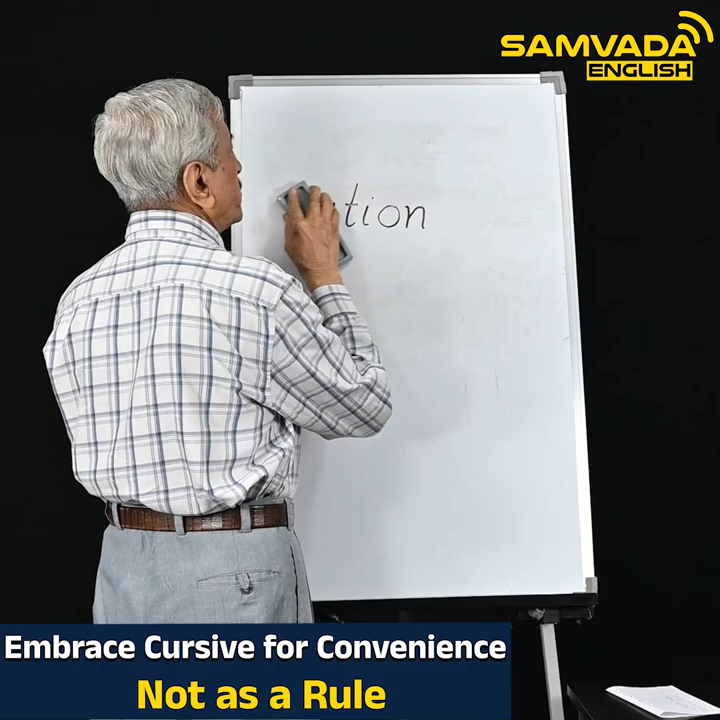 SAMVADA
ENGLISH
tion
Embrace Cursive for Convenience
Not as a Rule